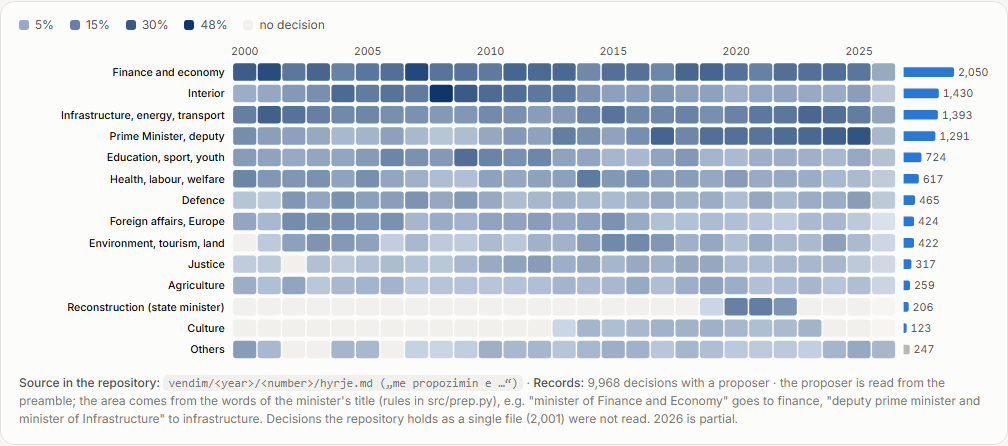 5% 15% 30% 48% no decision
2000 2005 2010 2015 2020 2025
Finance and economy 2,050
Interior 1,430
Infrastructure, energy, transport 1,393
Prime Minister, deputy 1,291
Education, sport, youth 724
Health, labour, welfare 617
Defence 465
Foreign affairs, Europe 424
Environment, tourism, land 422
Justice 317
Agriculture 259
Reconstruction (state minister) 206
Culture 123
Others 247
Source in the repository: vendim/<year>/<number>/hyrje.md („me propozimin e …“) · Records: 9,968 decisions with a proposer · the proposer is read from the
preamble; the area comes from the words of the minister's title (rules in src/prep.py), e.g. "minister of Finance and Economy" goes to finance, "deputy prime minister and
minister of Infrastructure" to infrastructure. Decisions the repository holds as a single file (2,001) were not read. 2026 is partial.